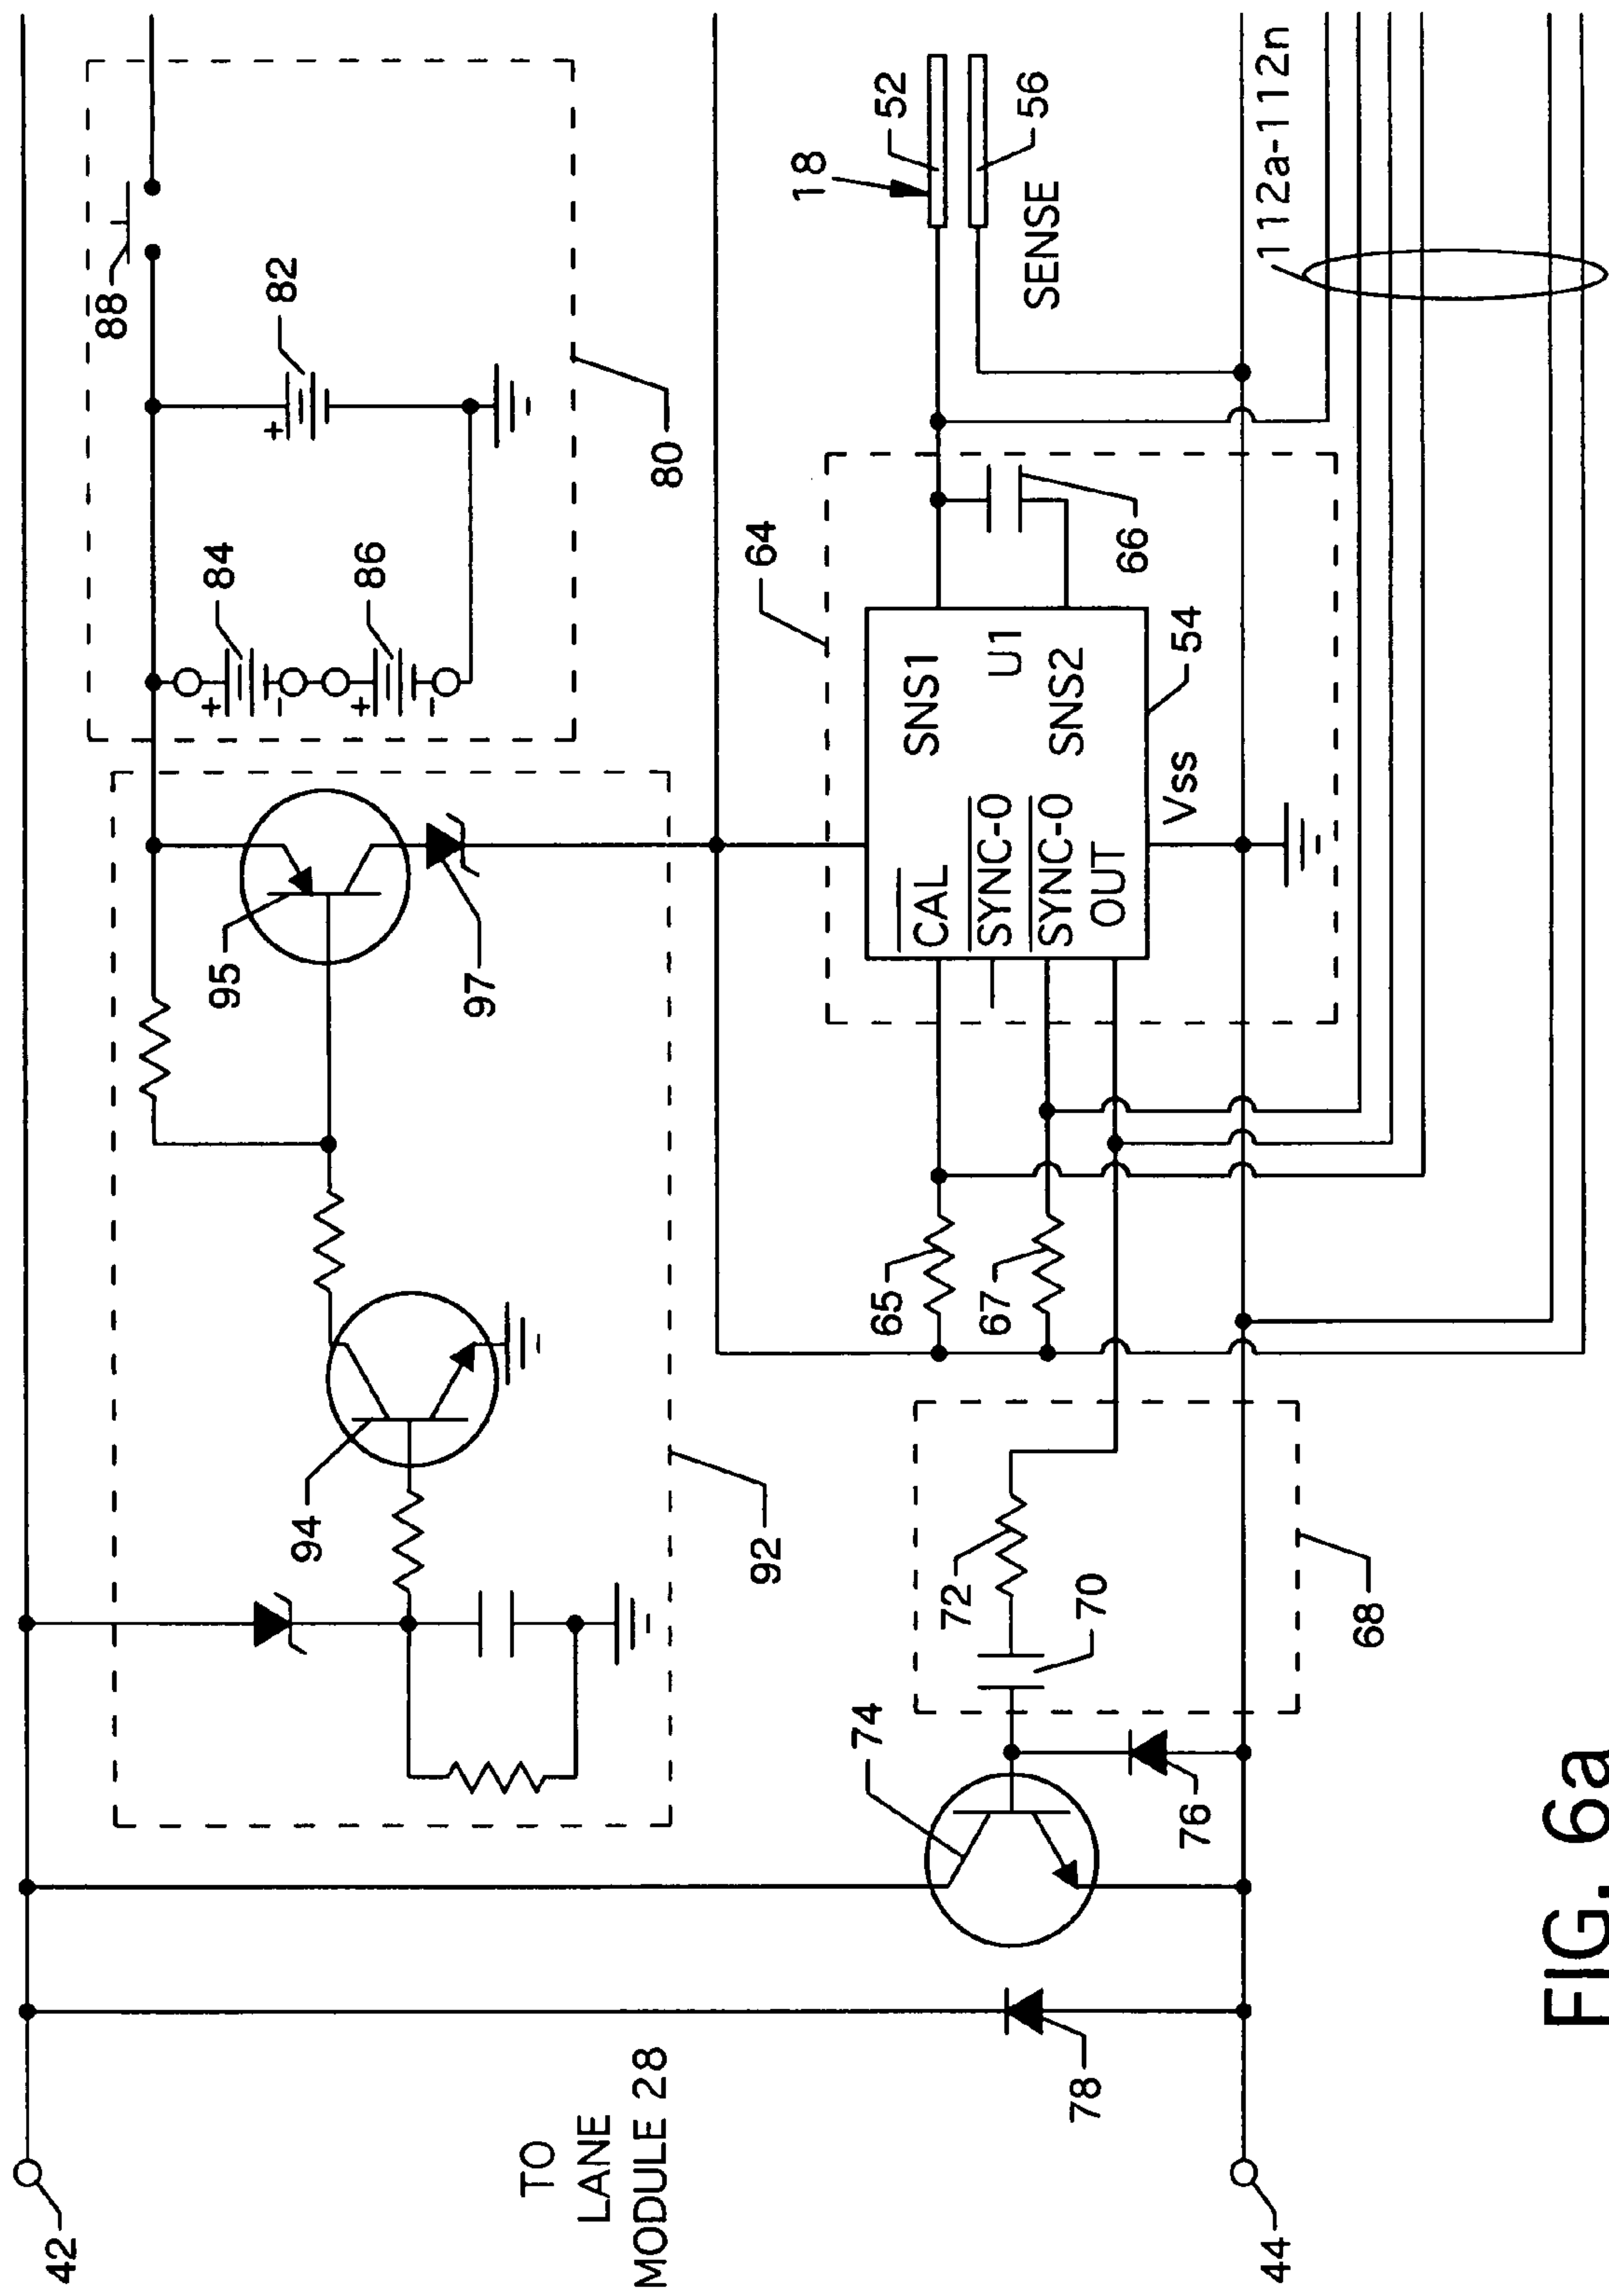 42
TO
LANE
MODULE 28
44
78
74
76
72
70
68
94
92
95
97
65
67
64
CAL
SYNC-0
SYNC-0
OUT
SNS1
U1
SNS2
Vss
54
66
84
86
82
88
80
18
52
56
SENSE
112a-112n
+
-
+
-
+
FIG. 6a